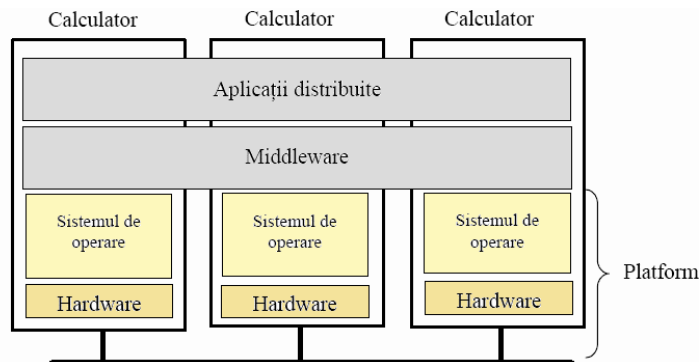 Calculator Calculator Calculator
Aplicații distribuite
Middleware
Sistemul de Sistemul de Sistemul de
operare operare operare
Platform
Hardware Hardware Hardware